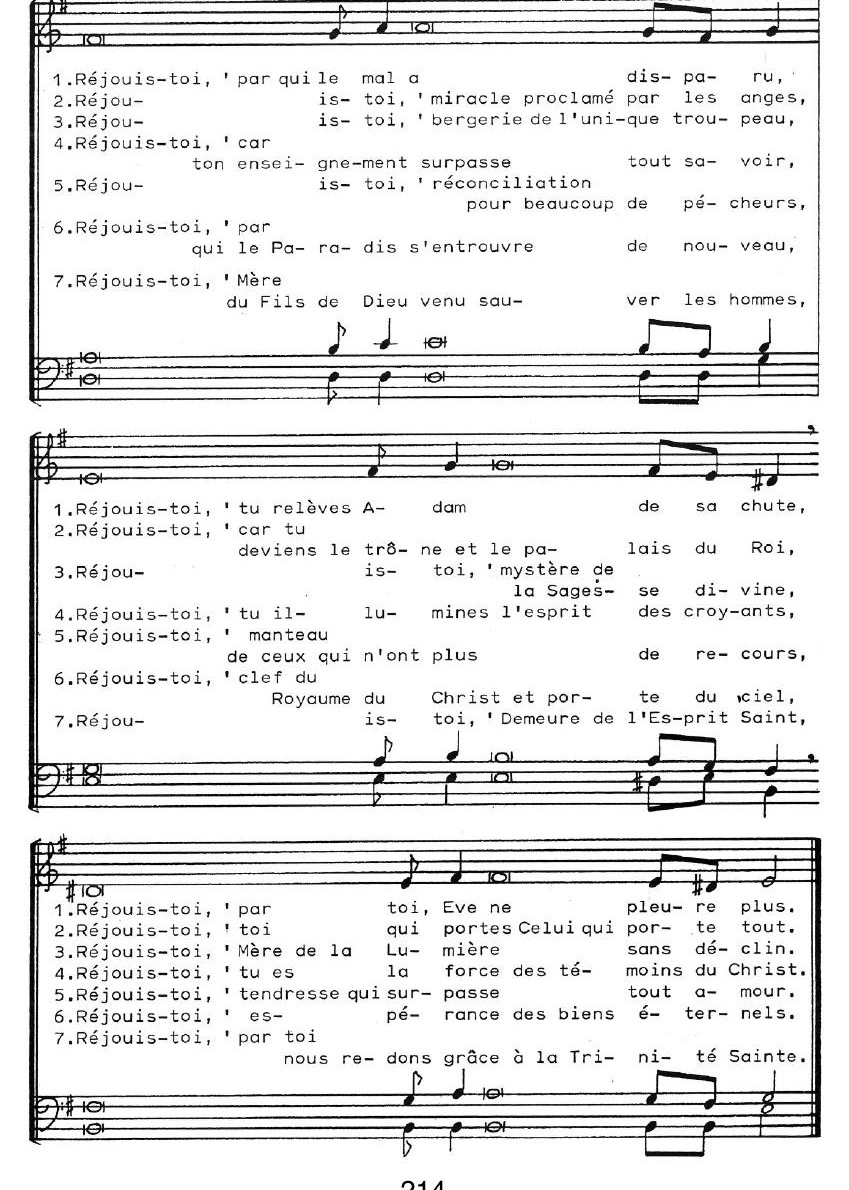 1.Réjouis-toi, ' par qui le mal a dis- pa- ru,
2.Réjou- is- toi, ' miracle proclamé par les anges,
3.Réjou- is- toi, ' bergerie de l'uni-que trou- peau,
4.Réjouis-toi, ' car
ton ensei- gne-ment surpasse tout sa- voir,
5.Réjou- is- toi, ' réconciliation
pour beaucoup de pé- cheurs,
6.Réjouis-toi, ' par
qui le Pa- ra- dis s'entrouvre de nou- veau,
7.Réjouis-toi, ' Mère
du Fils de Dieu venu sau- ver les hommes,
1.Réjouis-toi, ' tu relèves A- dam de sa chute,
2.Réjouis-toi, ' car tu
deviens le trô- ne et le pa- lais du Roi,
3.Réjou- is- toi, ' mystère de
la Sages- se di- vine,
4.Réjouis-toi, ' tu il- lu- mines l'esprit des croy-ants,
5.Réjouis-toi, ' manteau
de ceux qui n'ont plus de re- cours,
6.Réjouis-toi, ' clef du
Royaume du Christ et por- te du ciel,
7.Réjou- is- toi, ' Demeure de l'Es-prit Saint,
1.Réjouis-toi, ' par toi, Eve ne pleu- re plus.
2.Réjouis-toi, ' toi qui portes Celui qui por- te tout.
3.Réjouis-toi, ' Mère de la Lu- mière sans dé- clin.
4.Réjouis-toi, ' tu es la force des té- moins du Christ.
5.Réjouis-toi, ' tendresse qui sur- passe tout a- mour.
6.Réjouis-toi, ' es- pé- rance des biens é- ter- nels.
7.Réjouis-toi, ' par toi
nous re- dons grâce à la Tri- ni- té Sainte.
214